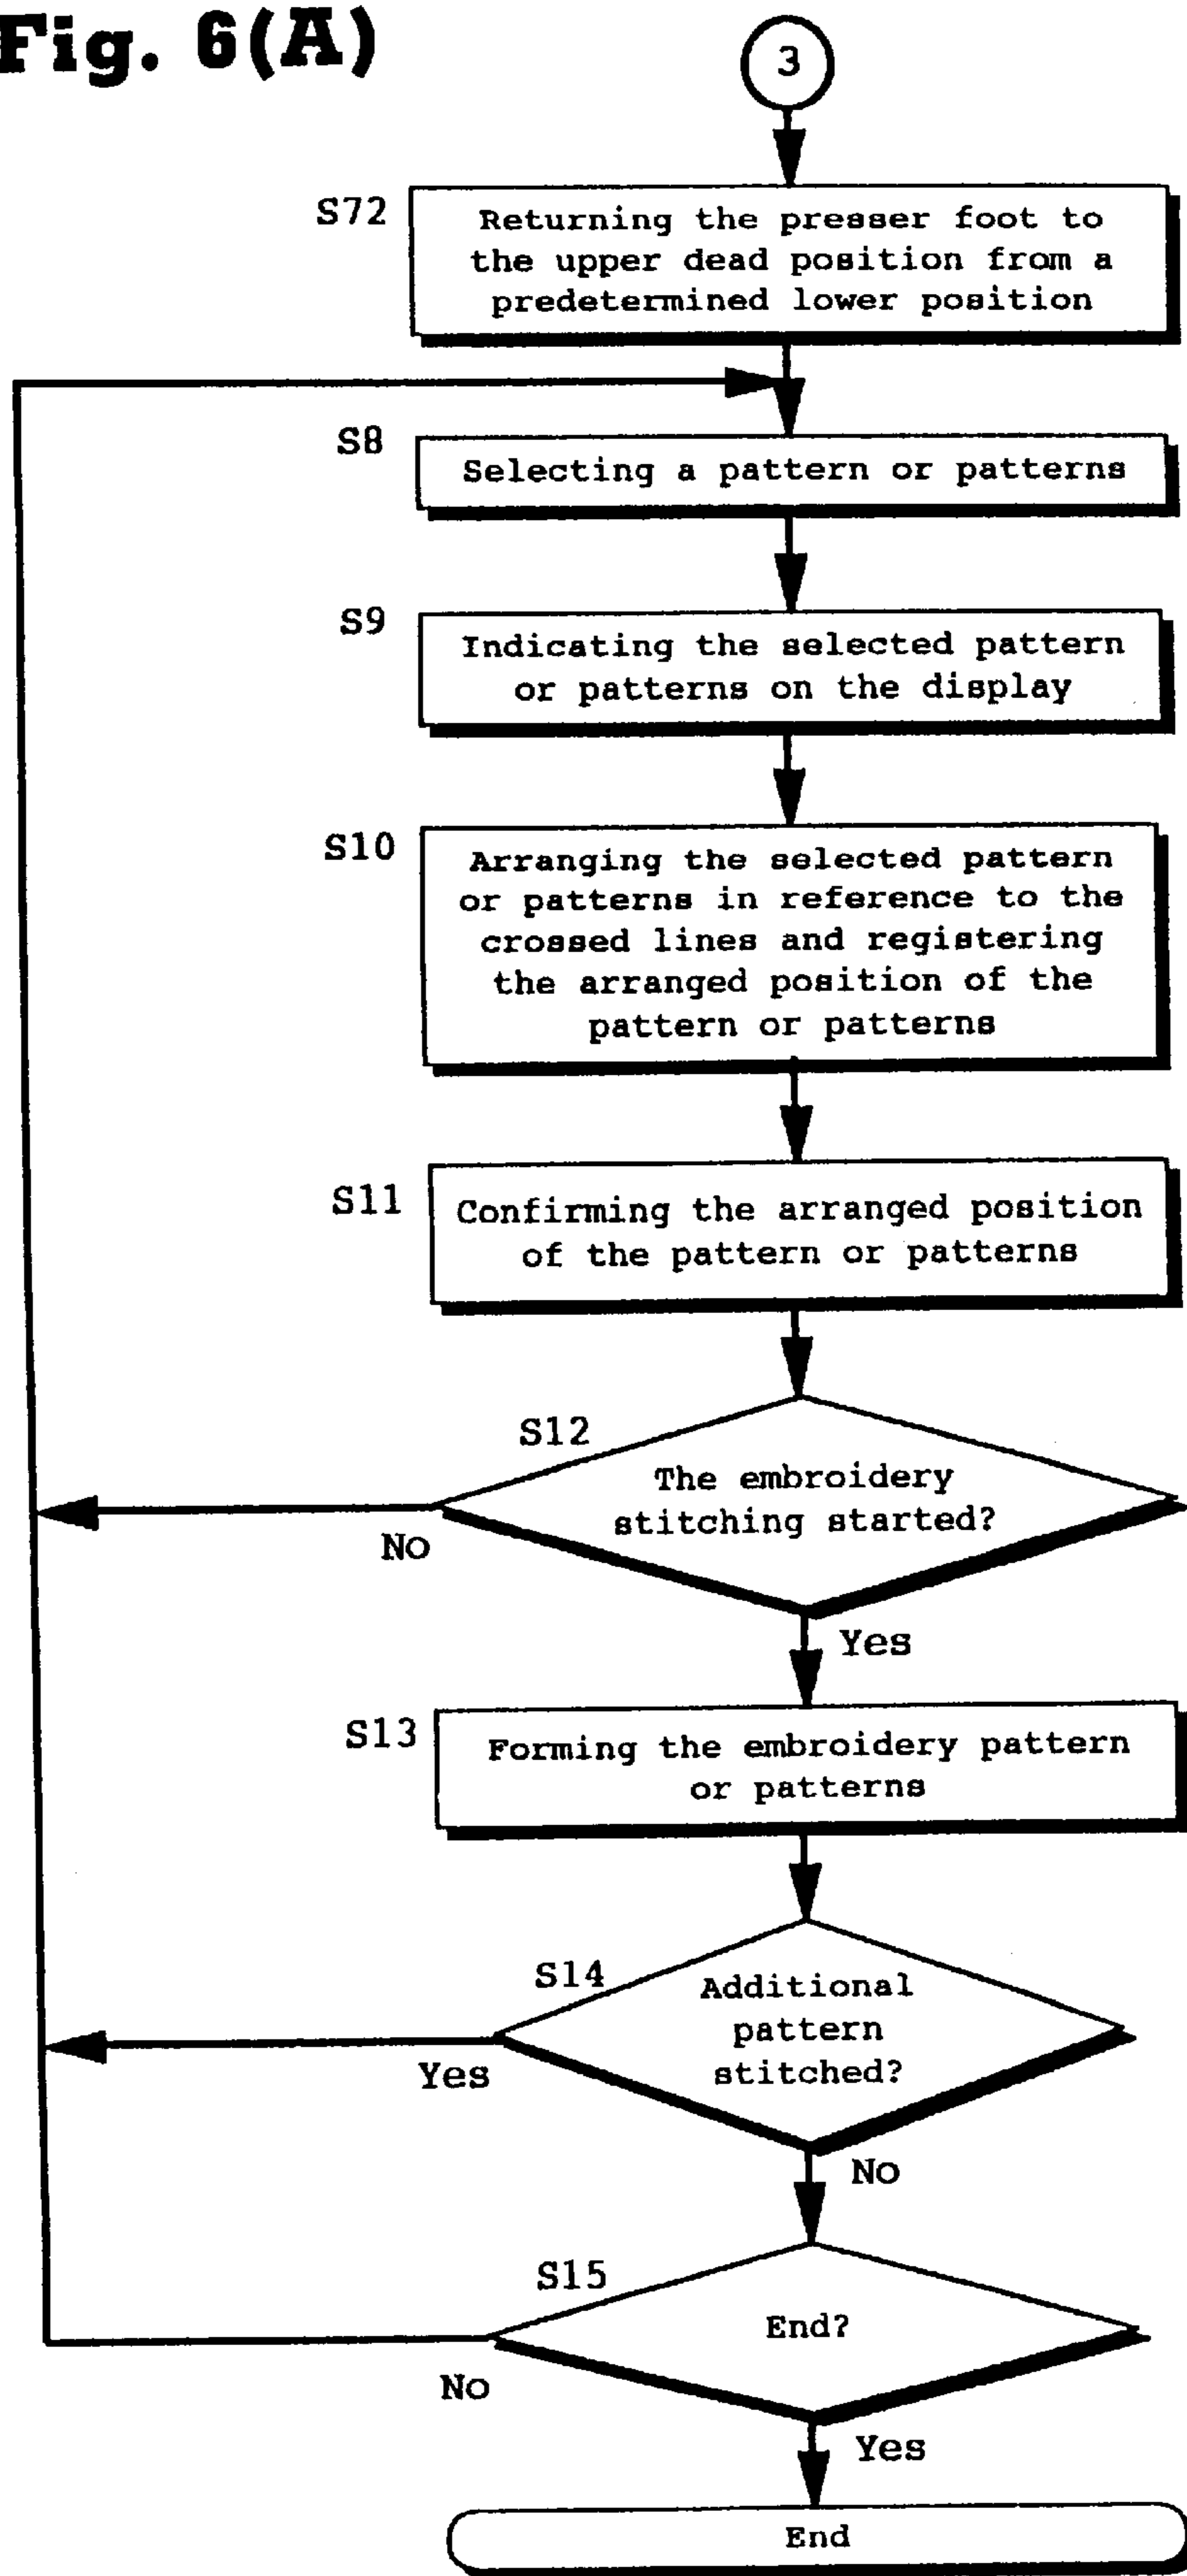 Fig. 6(A)
3
S72
Returning the presser foot to
the upper dead position from a
predetermined lower position
S8
Selecting a pattern or patterns
S9
Indicating the selected pattern
or patterns on the display
S10
Arranging the selected pattern
or patterns in reference to the
crossed lines and registering
the arranged position of the
pattern or patterns
S11
Confirming the arranged position
of the pattern or patterns
S12
The embroidery
stitching started?
No
Yes
S13
Forming the embroidery pattern
or patterns
S14
Additional
pattern
stitched?
Yes
No
S15
End?
No
Yes
End